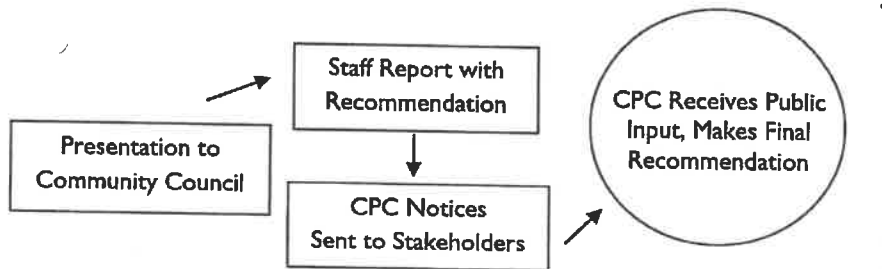 Presentation to
Community Council
Staff Report with
Recommendation
CPC Notices
Sent to Stakeholders
CPC Receives Public
Input, Makes Final
Recommendation